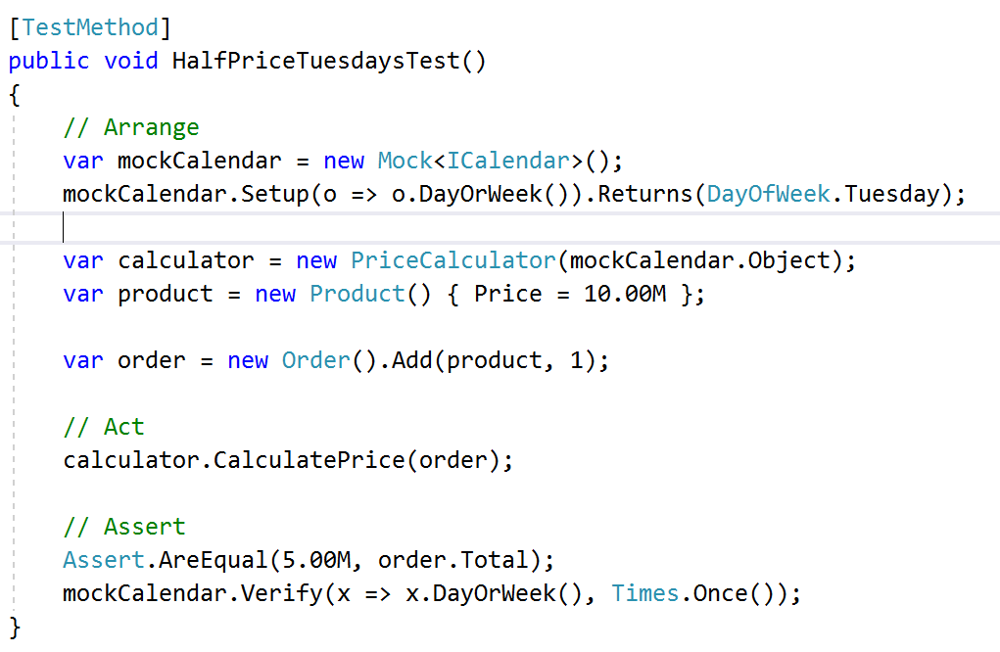 [TestMethod]
public void HalfPriceTuesdaysTest()
{
// Arrange
var mockCalendar = new Mock<ICalendar>();
mockCalendar.Setup(o => o.DayOrWeek()).Returns(DayOfWeek.Tuesday);
var calculator = new PriceCalculator(mockCalendar.Object);
var product = new Product() { Price = 10.00M };
var order = new Order().Add(product, 1);
// Act
calculator.CalculatePrice(order);
// Assert
Assert.AreEqual(5.00M, order.Total);
mockCalendar.Verify(x => x.DayOrWeek(), Times.Once());
}